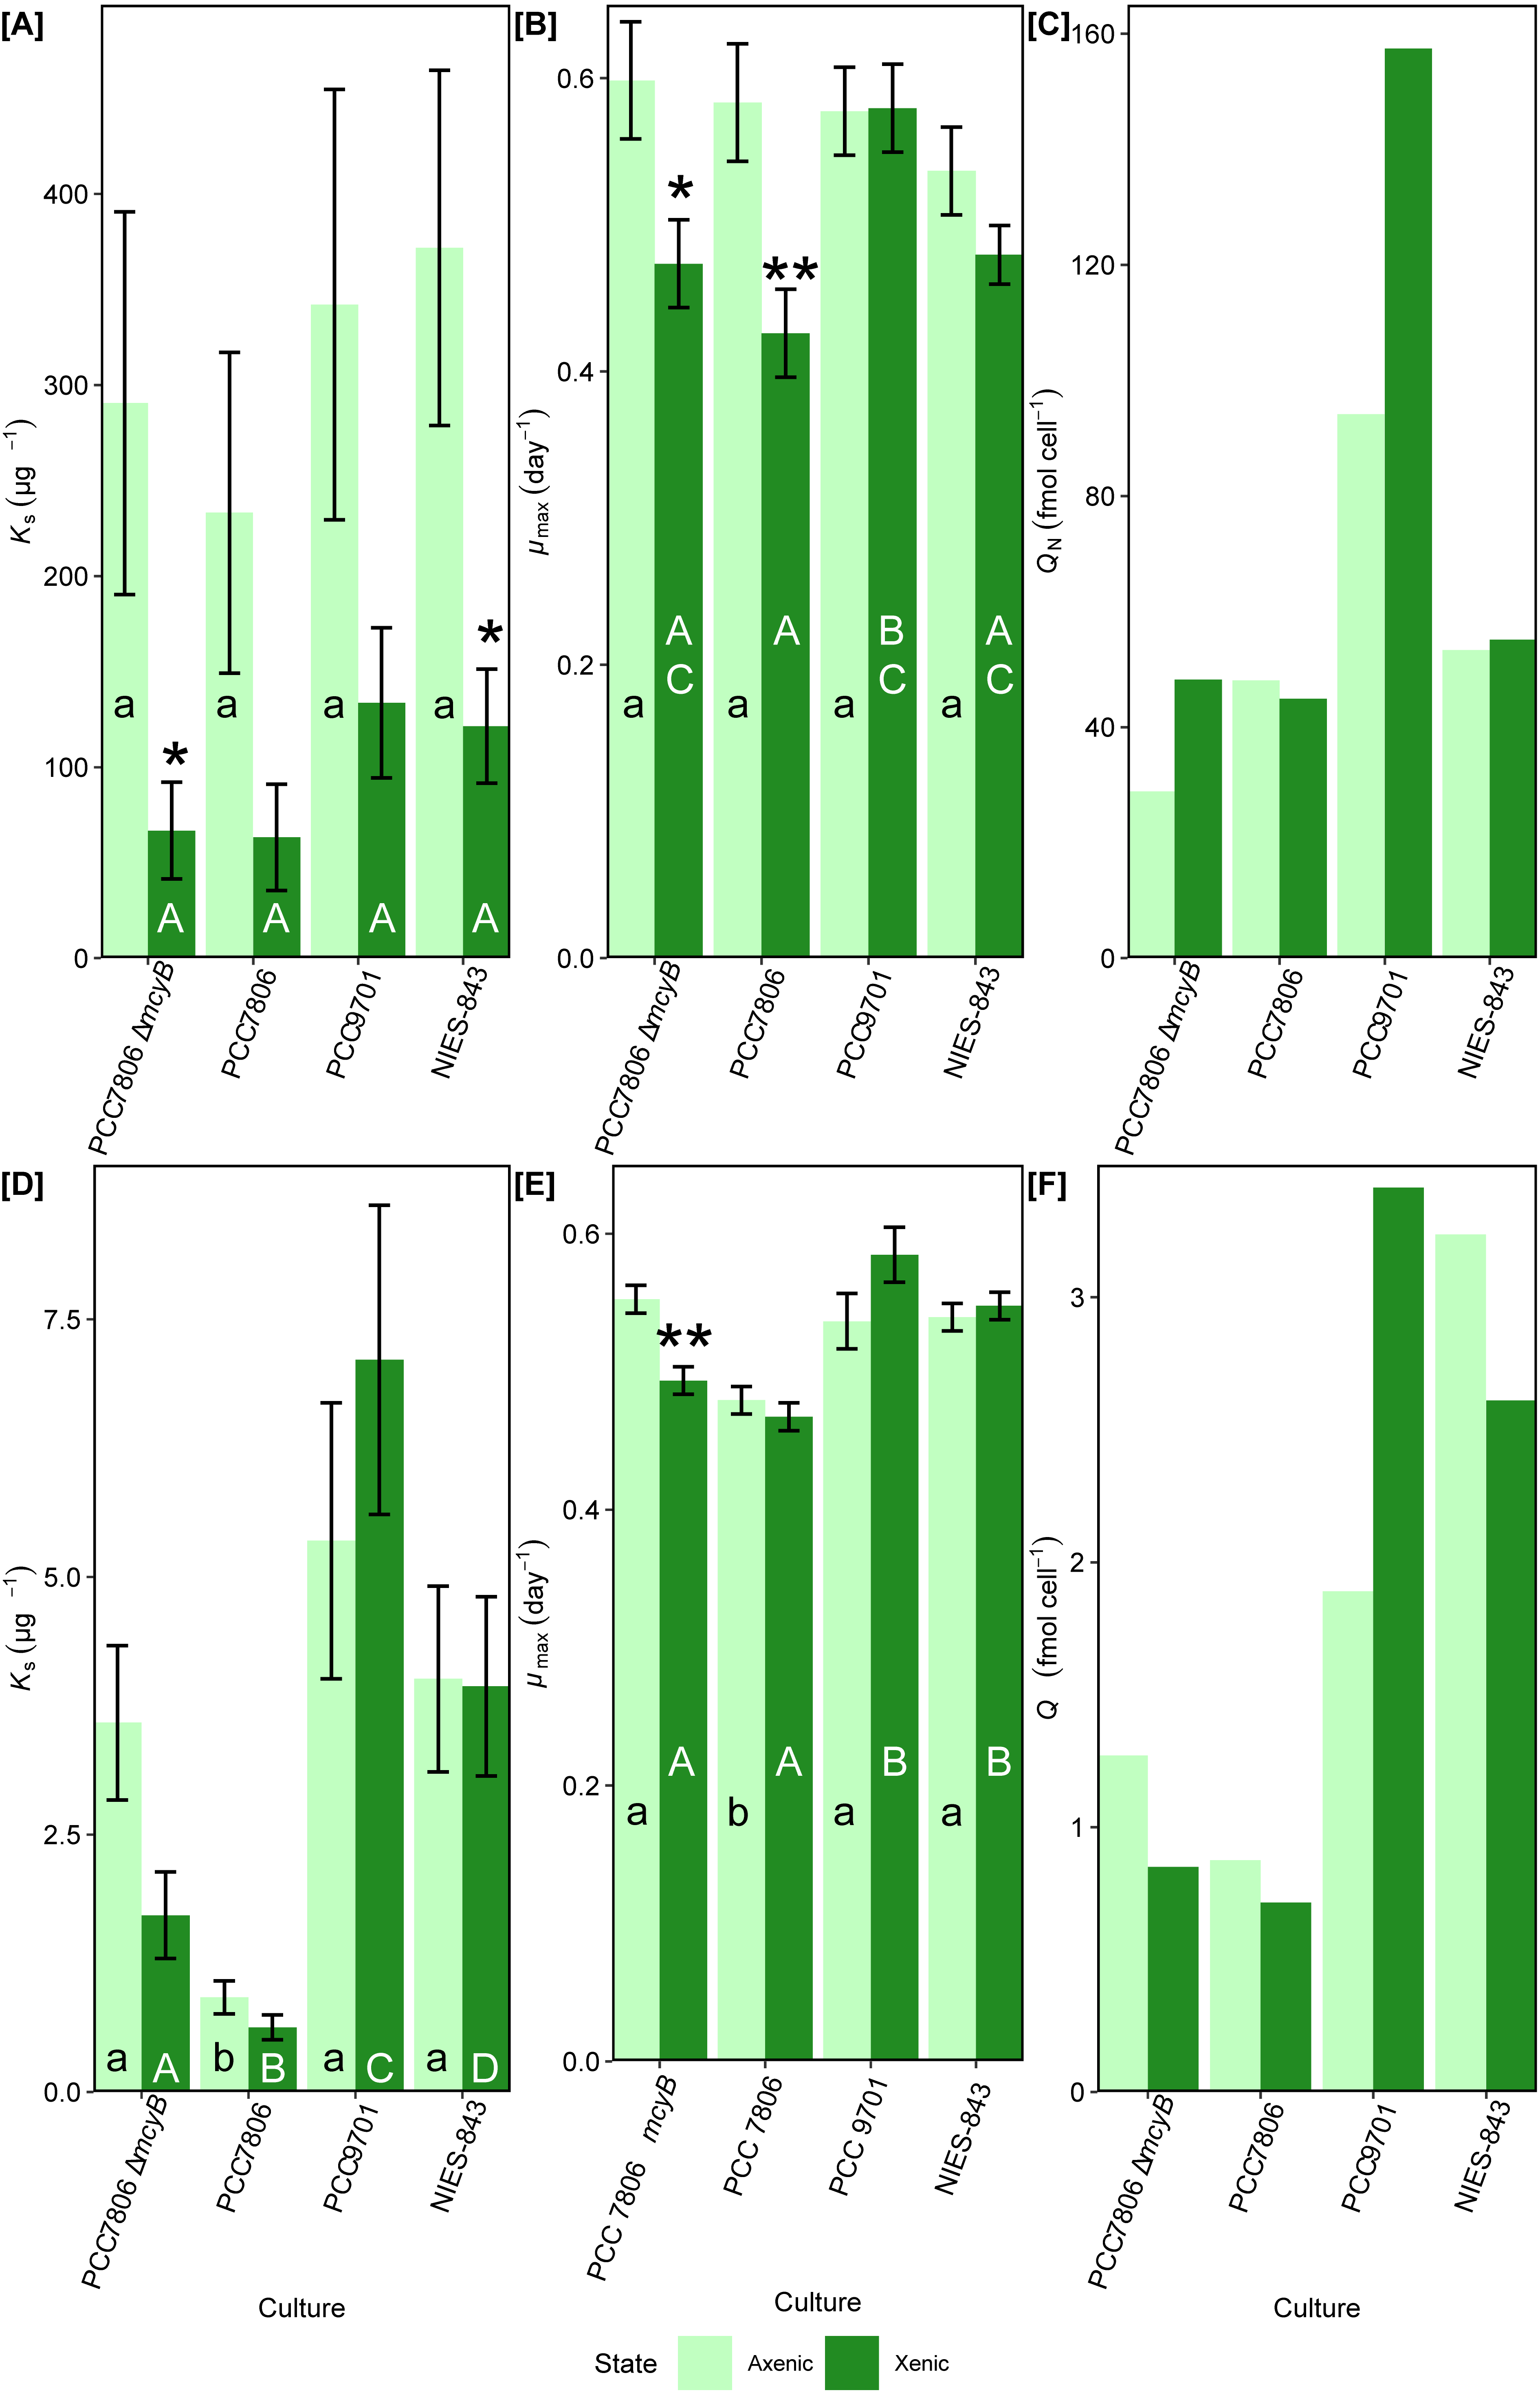 [A]
400
300
200
100
0
Ks (µg −1)
a
*
A
a
A
a
A
a
*
A
PCC7806 ΔmcyB
PCC7806
PCC9701
NIES-843
[B]
0.6
0.4
0.2
0.0
µmax (day−1)
*
**
a
A
C
a
A
a
B
C
a
A
C
PCC7806 ΔmcyB
PCC7806
PCC9701
NIES-843
[C]
160
120
80
40
0
QN (fmol cell−1)
PCC7806 ΔmcyB
PCC7806
PCC9701
NIES-843
[D]
7.5
5.0
2.5
0.0
Ks (µg −1)
a
A
b
B
a
C
a
D
PCC7806 ΔmcyB
PCC7806
PCC9701
NIES-843
Culture
[E]
0.6
0.4
0.2
0.0
µmax (day−1)
**
a
A
b
A
a
B
a
B
PCC 7806 mcyB
PCC 7806
PCC 9701
NIES-843
Culture
[F]
3
2
1
0
Q (fmol cell−1)
PCC7806 ΔmcyB
PCC7806
PCC9701
NIES-843
Culture
State
Axenic
Xenic